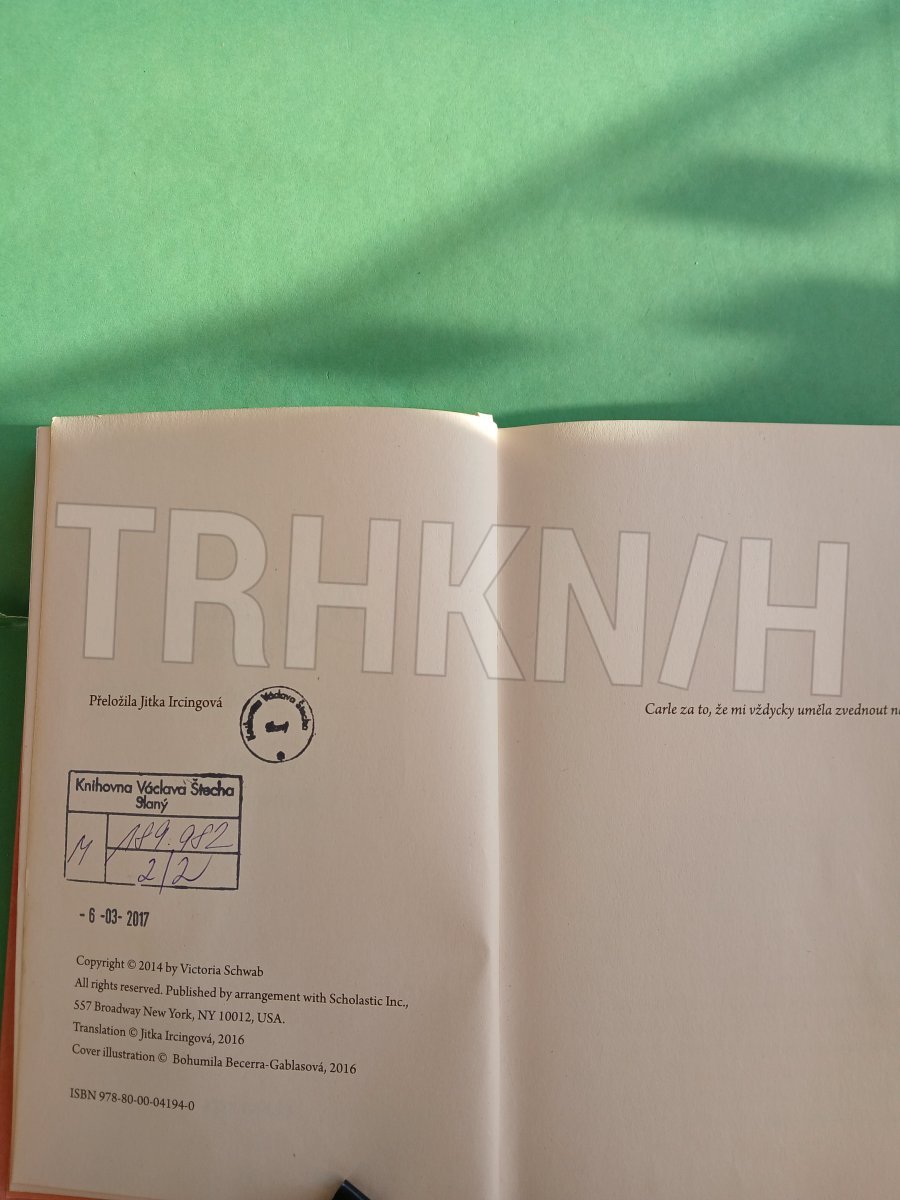 TRHKN/H
Přeložila Jitka Ircingová
Knihovna Václava Štecha
Slaný
Knihovna Václava Štecha
Slaný
M
189.982
2/2
- 6 -03- 2017
Copyright © 2014 by Victoria Schwab
All rights reserved. Published by arrangement with Scholastic Inc.,
557 Broadway New York, NY 10012, USA.
Translation © Jitka Ircingová, 2016
Cover illustration © Bohumila Becerra-Gablasová, 2016
ISBN 978-80-00-04194-0
Carle za to, že mi vždycky uměla zvednout